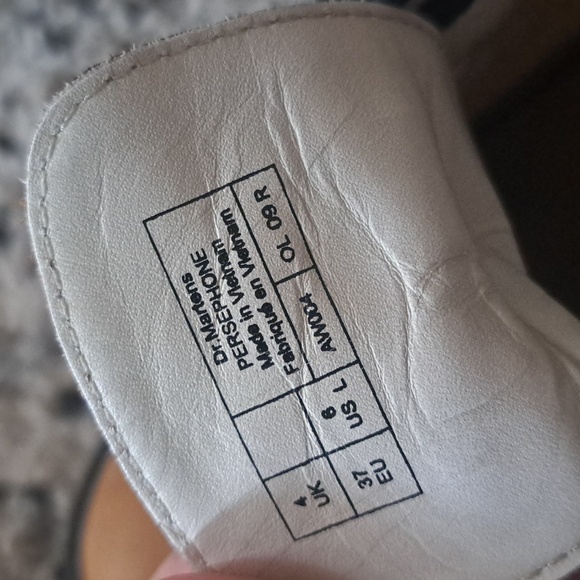 Dr. Martens
PERSEPHONE
Made in Vietnam
Fabriqué en Vietnam
OL 09 R
AW004
6
US L
4
UK
37
EU